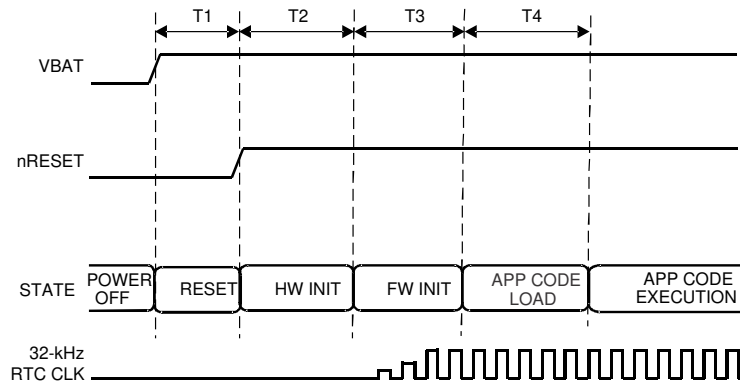 T1 T2 T3 T4
VBAT
nRESET
STATE
POWER
OFF
RESET
HW INIT
FW INIT
APP CODE
LOAD
APP CODE
EXECUTION
32-kHz
RTC CLK